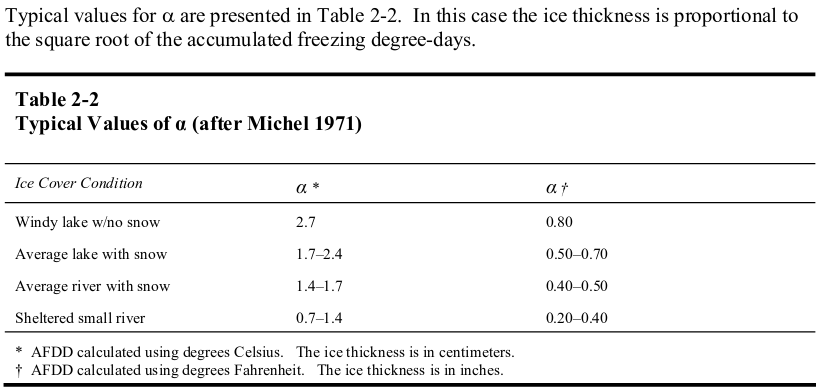 Typical values for α are presented in Table 2-2. In this case the ice thickness is proportional to
the square root of the accumulated freezing degree-days.
Table 2-2
Typical Values of α (after Michel 1971)
Ice Cover Condition α * α †
Windy lake w/no snow 2.7 0.80
Average lake with snow 1.7–2.4 0.50–0.70
Average river with snow 1.4–1.7 0.40–0.50
Sheltered small river 0.7–1.4 0.20–0.40
* AFDD calculated using degrees Celsius. The ice thickness is in centimeters.
† AFDD calculated using degrees Fahrenheit. The ice thickness is in inches.